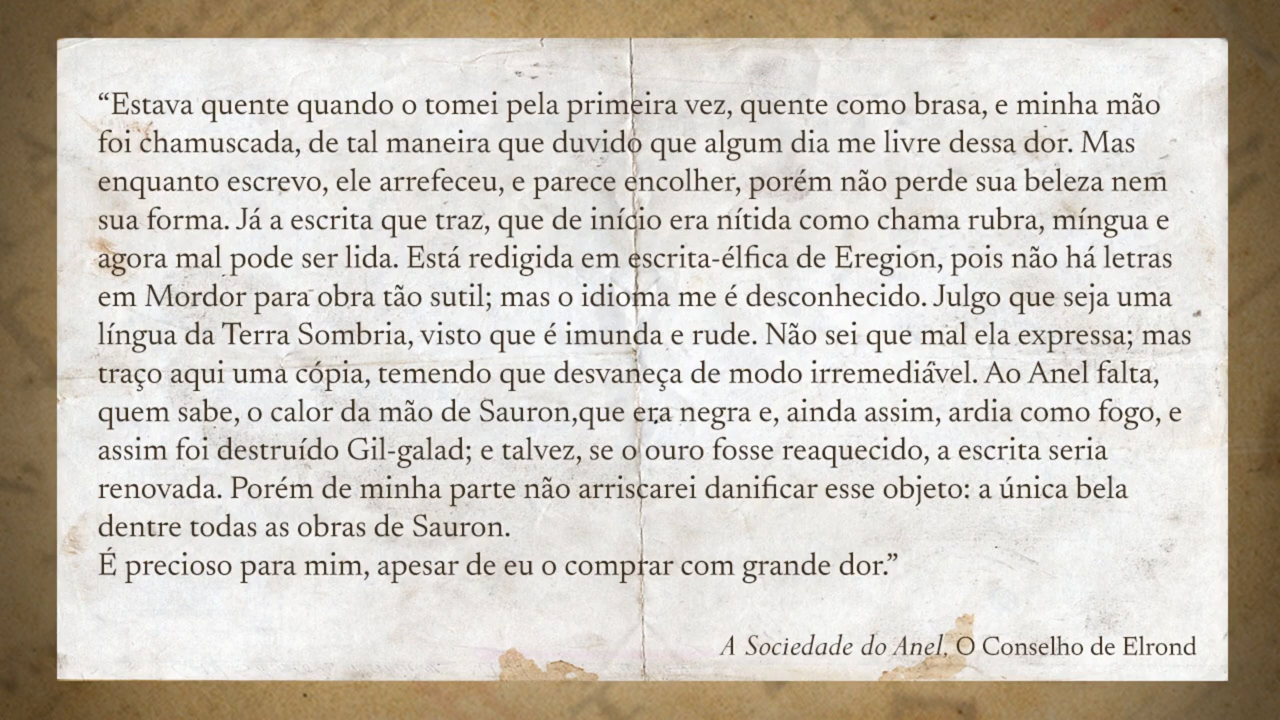 “Estava quente quando o tomei pela primeira vez, quente como brasa, e minha mão
foi chamuscada, de tal maneira que duvido que algum dia me livre dessa dor. Mas
enquanto escrevo, ele arrefeceu, e parece encolher, porém não perde sua beleza nem
sua forma. Já a escrita que traz, que de início era nítida como chama rubra, míngua e
agora mal pode ser lida. Está redigida em escrita-élfica de Eregion, pois não há letras
em Mordor para obra tão sutil; mas o idioma me é desconhecido. Julgo que seja uma
língua da Terra Sombria, visto que é imunda e rude. Não sei que mal ela expressa; mas
traço aqui uma cópia, temendo que desvaneça de modo irremediável. Ao Anel falta,
quem sabe, o calor da mão de Sauron,que era negra e, ainda assim, ardia como fogo, e
assim foi destruído Gil-galad; e talvez, se o ouro fosse reaquecido, a escrita seria
renovada. Porém de minha parte não arriscarei danificar esse objeto: a única bela
dentre todas as obras de Sauron.
É precioso para mim, apesar de eu o comprar com grande dor.”
A Sociedade do Anel, O Conselho de Elrond